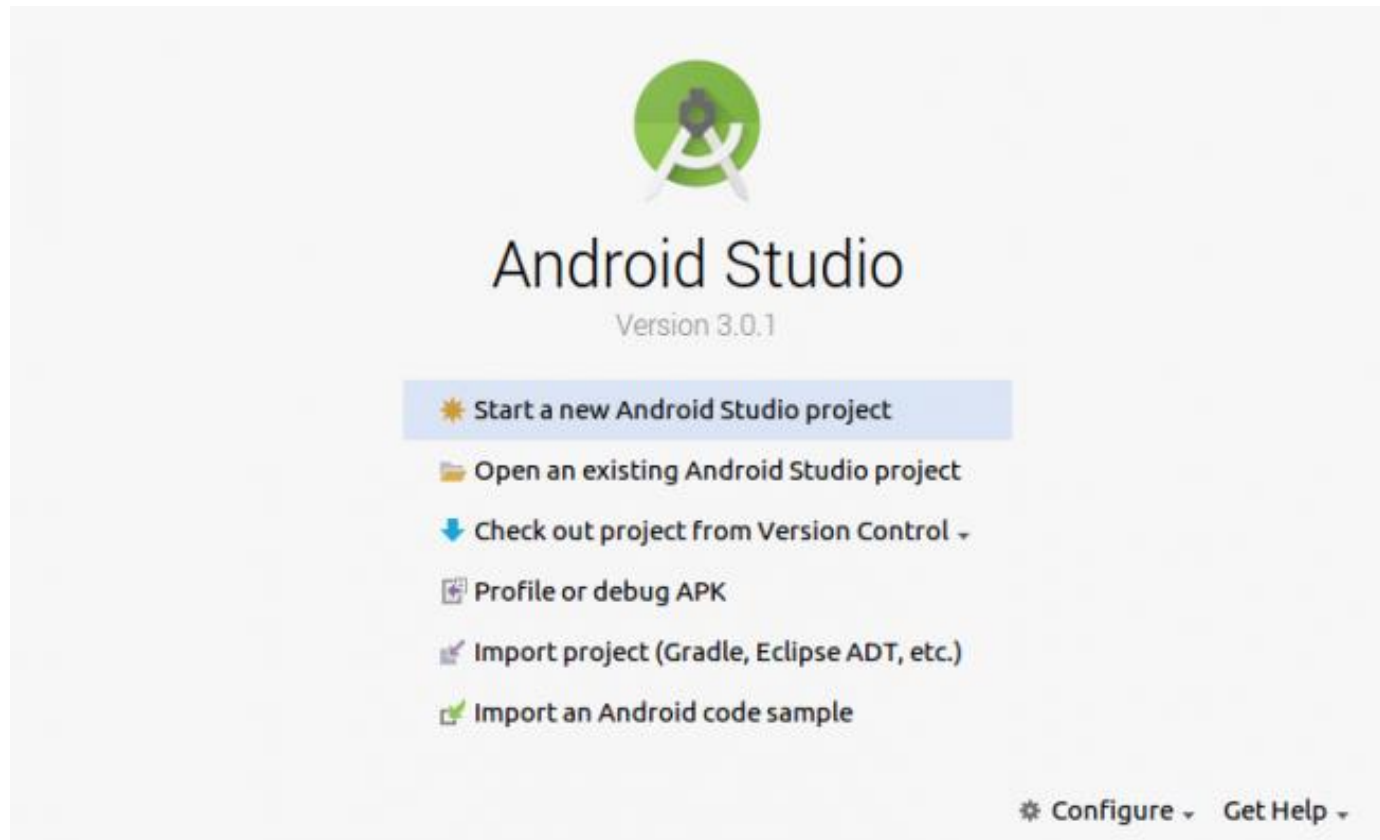 Android Studio
Version 3.0.1
Start a new Android Studio project
Open an existing Android Studio project
Check out project from Version Control
Profile or debug APK
Import project (Gradle, Eclipse ADT, etc.)
Import an Android code sample
Configure Get Help